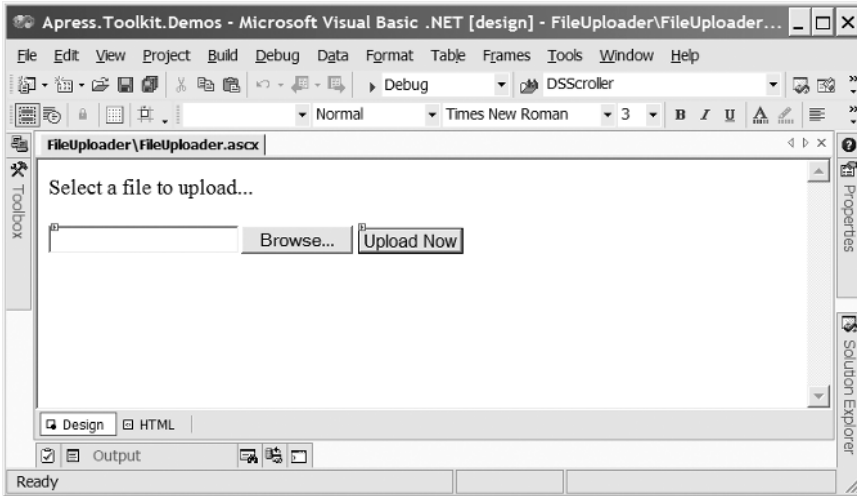 Apress.Toolkit.Demos - Microsoft Visual Basic .NET [design] - FileUploader\FileUploader...
File Edit View Project Build Debug Data Format Table Frames Tools Window Help
Debug DSScroller
Normal Times New Roman 3 B I U A
FileUploader\FileUploader.ascx
Toolbox
Select a file to upload...
Browse... Upload Now
Properties
Solution Explorer
Design HTML
Output
Ready